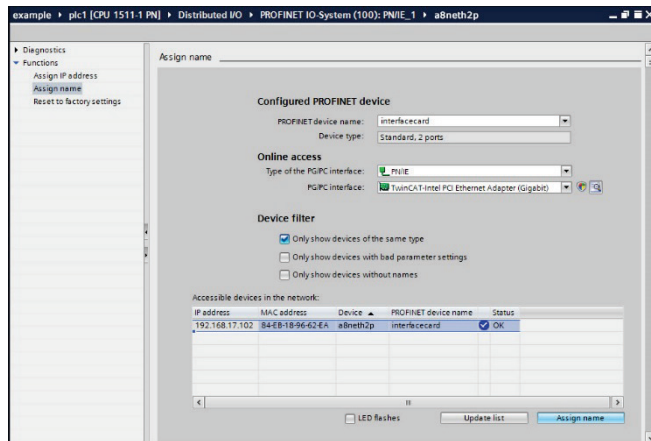 example ▸ plc1 [CPU 1511-1 PN] ▸ Distributed I/O ▸ PROFINET IO-System (100): PN/IE_1 ▸ a8neth2p
Diagnostics
Functions
Assign IP address
Assign name
Reset to factory settings
Assign name
Configured PROFINET device
PROFINET device name: interfacecard
Device type: Standard, 2 ports
Online access
Type of the PG/PC interface: PN/IE
PG/PC interface: TwinCAT-Intel PCI Ethernet Adapter (Gigabit)
Device filter
Only show devices of the same type
Only show devices with bad parameter settings
Only show devices without names
Accessible devices in the network:
IP address MAC address Device PROFINET device name Status
192.168.17.102 84-EB-18-96-62-EA a8neth2p interfacecard OK
LED flashes Update list Assign name